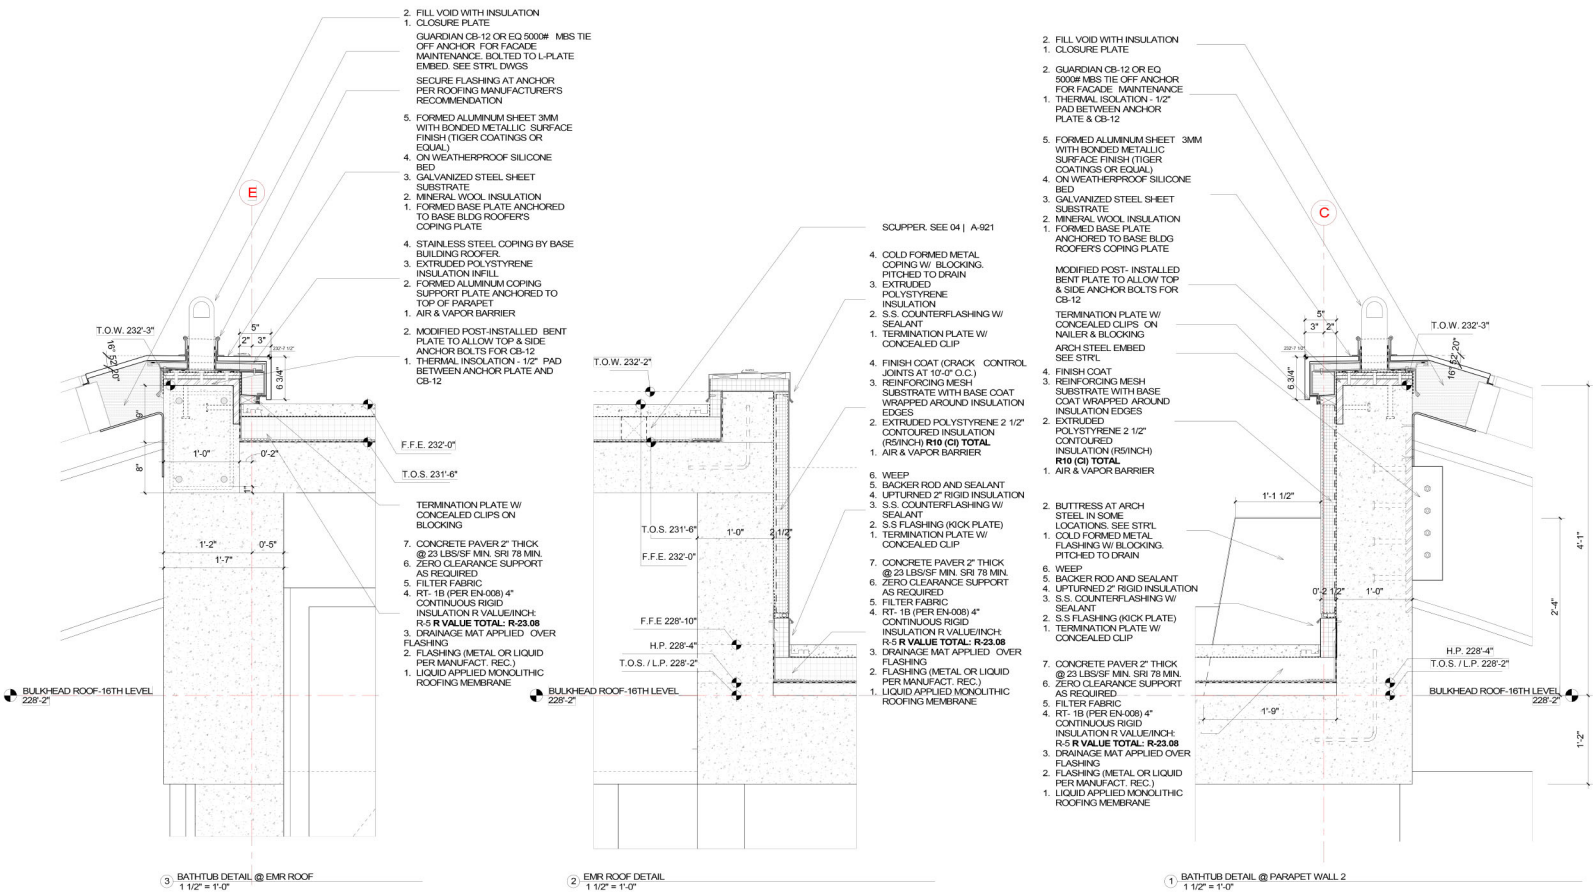 2. FILL VOID WITH INSULATION
1. CLOSURE PLATE
GUARDIAN CB-12 OR EQ 5000# MBS TIE
OFF ANCHOR FOR FACADE
MAINTENANCE. BOLTED TO L-PLATE
EMBED. SEE STR'L DWGS
SECURE FLASHING AT ANCHOR
PER ROOFING MANUFACTURER'S
RECOMMENDATION
5. FORMED ALUMINUM SHEET 3MM
WITH BONDED METALLIC SURFACE
FINISH (TIGER COATINGS OR
EQUAL)
4. ON WEATHERPROOF SILICONE
BED
3. GALVANIZED STEEL SHEET
SUBSTRATE
2. MINERAL WOOL INSULATION
1. FORMED BASE PLATE ANCHORED
TO BASE BLDG ROOFER'S
COPING PLATE
4. STAINLESS STEEL COPING BY BASE
BUILDING ROOFER.
3. EXTRUDED POLYSTYRENE
INSULATION INFILL
2. FORMED ALUMINUM COPING
SUPPORT PLATE ANCHORED TO
TOP OF PARAPET
1. AIR & VAPOR BARRIER
2. MODIFIED POST-INSTALLED BENT
PLATE TO ALLOW TOP & SIDE
ANCHOR BOLTS FOR CB-12
1. THERMAL INSOLATION - 1/2" PAD
BETWEEN ANCHOR PLATE AND
CB-12
E
T.O.W. 232'-3"
5"
2" 3"
232'-7 1/2"
16° 52' 20"
6 3/4"
9"
8"
1'-0"
0'-2"
1"
F.F.E. 232'-0"
T.O.S. 231'-6"
1'-2"
0'-5"
1'-7"
TERMINATION PLATE W/
CONCEALED CLIPS ON
BLOCKING
7. CONCRETE PAVER 2" THICK
@ 23 LBS/SF MIN. SRI 78 MIN.
6. ZERO CLEARANCE SUPPORT
AS REQUIRED
5. FILTER FABRIC
4. RT- 1B (PER EN-008) 4"
CONTINUOUS RIGID
INSULATION R VALUE/INCH:
R-5 R VALUE TOTAL: R-23.08
3. DRAINAGE MAT APPLIED OVER
FLASHING
2. FLASHING (METAL OR LIQUID
PER MANUFACT. REC.)
1. LIQUID APPLIED MONOLITHIC
ROOFING MEMBRANE
BULKHEAD ROOF-16TH LEVEL
228'-2"
3 BATHTUB DETAIL @ EMR ROOF
1 1/2" = 1'-0"
SCUPPER. SEE 04 | A-921
4. COLD FORMED METAL
COPING W/ BLOCKING.
PITCHED TO DRAIN
3. EXTRUDED
POLYSTYRENE
INSULATION
2. S.S. COUNTERFLASHING W/
SEALANT
1. TERMINATION PLATE W/
CONCEALED CLIP
4. FINISH COAT (CRACK CONTROL
JOINTS AT 10'-0" O.C.)
3. REINFORCING MESH
SUBSTRATE WITH BASE COAT
WRAPPED AROUND INSULATION
EDGES
2. EXTRUDED POLYSTYRENE 2 1/2"
CONTOURED INSULATION
(R5/INCH) R10 (CI) TOTAL
1. AIR & VAPOR BARRIER
6. WEEP
5. BACKER ROD AND SEALANT
4. UPTURNED 2" RIGID INSULATION
3. S.S. COUNTERFLASHING W/
SEALANT
2. S.S FLASHING (KICK PLATE)
1. TERMINATION PLATE W/
CONCEALED CLIP
7. CONCRETE PAVER 2" THICK
@ 23 LBS/SF MIN. SRI 78 MIN.
6. ZERO CLEARANCE SUPPORT
AS REQUIRED
5. FILTER FABRIC
4. RT- 1B (PER EN-008) 4"
CONTINUOUS RIGID
INSULATION R VALUE/INCH:
R-5 R VALUE TOTAL: R-23.08
3. DRAINAGE MAT APPLIED OVER
FLASHING
2. FLASHING (METAL OR LIQUID
PER MANUFACT. REC.)
1. LIQUID APPLIED MONOLITHIC
ROOFING MEMBRANE
T.O.W. 232'-2"
T.O.S. 231'-6"
1'-0"
2 1/2"
F.F.E. 232'-0"
F.F.E 228'-10"
H.P. 228'-4"
T.O.S. / L.P. 228'-2"
BULKHEAD ROOF-16TH LEVEL
228'-2"
2 EMR ROOF DETAIL
1 1/2" = 1'-0"
2. FILL VOID WITH INSULATION
1. CLOSURE PLATE
2. GUARDIAN CB-12 OR EQ
5000# MBS TIE OFF ANCHOR
FOR FACADE MAINTENANCE
1. THERMAL ISOLATION - 1/2"
PAD BETWEEN ANCHOR
PLATE & CB-12
5. FORMED ALUMINUM SHEET 3MM
WITH BONDED METALLIC
SURFACE FINISH (TIGER
COATINGS OR EQUAL)
4. ON WEATHERPROOF SILICONE
BED
3. GALVANIZED STEEL SHEET
SUBSTRATE
2. MINERAL WOOL INSULATION
1. FORMED BASE PLATE
ANCHORED TO BASE BLDG
ROOFER'S COPING PLATE
MODIFIED POST- INSTALLED
BENT PLATE TO ALLOW TOP
& SIDE ANCHOR BOLTS FOR
CB-12
TERMINATION PLATE W/
CONCEALED CLIPS ON
NAILER & BLOCKING
ARCH STEEL EMBED
SEE STR'L
4. FINISH COAT
3. REINFORCING MESH
SUBSTRATE WITH BASE
COAT WRAPPED AROUND
INSULATION EDGES
2. EXTRUDED
POLYSTYRENE 2 1/2"
CONTOURED
INSULATION (R5/INCH)
R10 (CI) TOTAL
1. AIR & VAPOR BARRIER
2. BUTTRESS AT ARCH
STEEL IN SOME
LOCATIONS. SEE STR'L
1. COLD FORMED METAL
FLASHING W/ BLOCKING.
PITCHED TO DRAIN
6. WEEP
5. BACKER ROD AND SEALANT
4. UPTURNED 2" RIGID INSULATION
3. S.S. COUNTERFLASHING W/
SEALANT
2. S.S FLASHING (KICK PLATE)
1. TERMINATION PLATE W/
CONCEALED CLIP
7. CONCRETE PAVER 2" THICK
@ 23 LBS/SF MIN. SRI 78 MIN.
6. ZERO CLEARANCE SUPPORT
AS REQUIRED
5. FILTER FABRIC
4. RT- 1B (PER EN-008) 4"
CONTINUOUS RIGID
INSULATION R VALUE/INCH:
R-5 R VALUE TOTAL: R-23.08
3. DRAINAGE MAT APPLIED OVER
FLASHING
2. FLASHING (METAL OR LIQUID
PER MANUFACT. REC.)
1. LIQUID APPLIED MONOLITHIC
ROOFING MEMBRANE
C
5"
3" 2"
232'-7 1/2"
6 3/4"
T.O.W. 232'-3"
16° 52' 20"
1'-1 1/2"
0'-2 1/2"
1'-0"
4'-1"
2'-4"
H.P. 228'-4"
T.O.S. / L.P. 228'-2"
BULKHEAD ROOF-16TH LEVEL
228'-2"
1'-9"
1'-2"
1 BATHTUB DETAIL @ PARAPET WALL 2
1 1/2" = 1'-0"